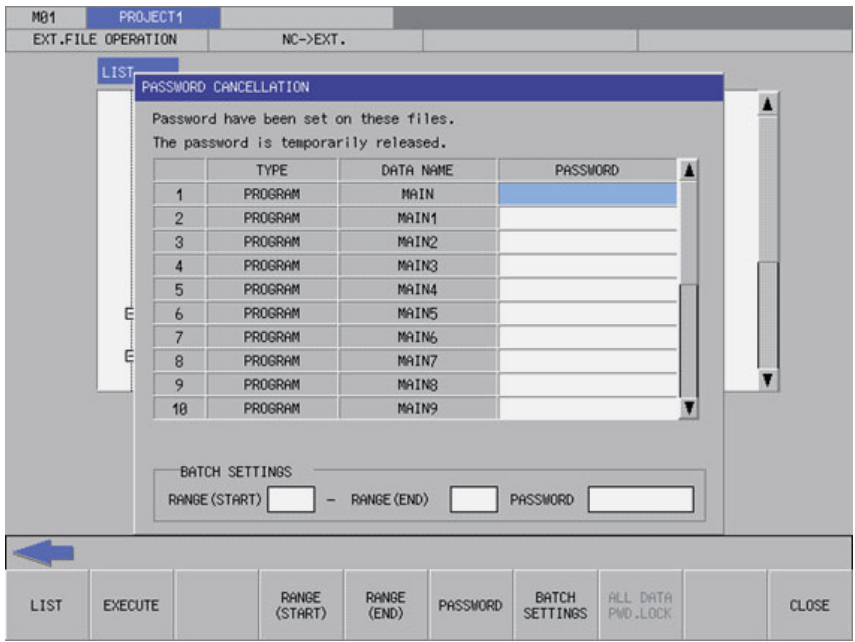 M01 PROJECT1
EXT.FILE OPERATION NC->EXT.
LIST
PASSWORD CANCELLATION
Password have been set on these files.
The password is temporarily released.
TYPE DATA NAME PASSWORD
1 PROGRAM MAIN
2 PROGRAM MAIN1
3 PROGRAM MAIN2
4 PROGRAM MAIN3
5 PROGRAM MAIN4
6 PROGRAM MAIN5
7 PROGRAM MAIN6
8 PROGRAM MAIN7
9 PROGRAM MAIN8
10 PROGRAM MAIN9
BATCH SETTINGS
RANGE(START) - RANGE(END) PASSWORD
LIST EXECUTE RANGE (START) RANGE (END) PASSWORD BATCH SETTINGS ALL DATA PWD.LOCK CLOSE